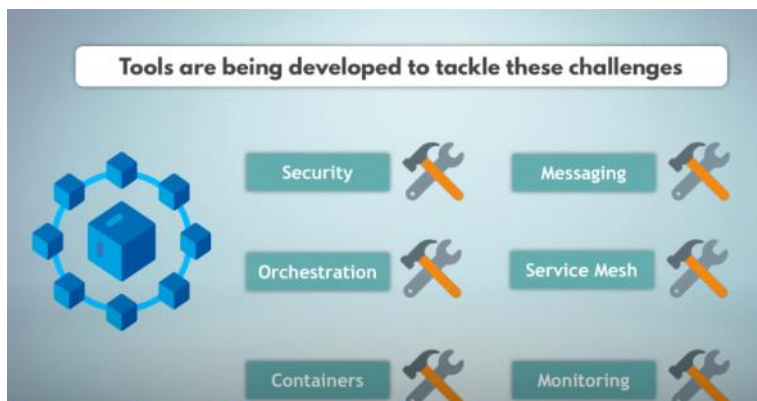 Tools are being developed to tackle these challenges
Security
Messaging
Orchestration
Service Mesh
Containers
Monitoring